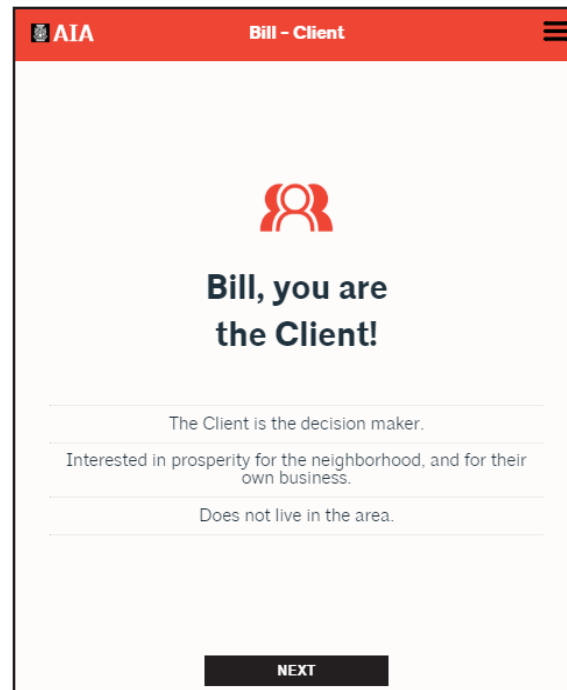 AIA
Bill – Client
Bill, you are
the Client!
The Client is the decision maker.
Interested in prosperity for the neighborhood, and for their
own business.
Does not live in the area.
NEXT